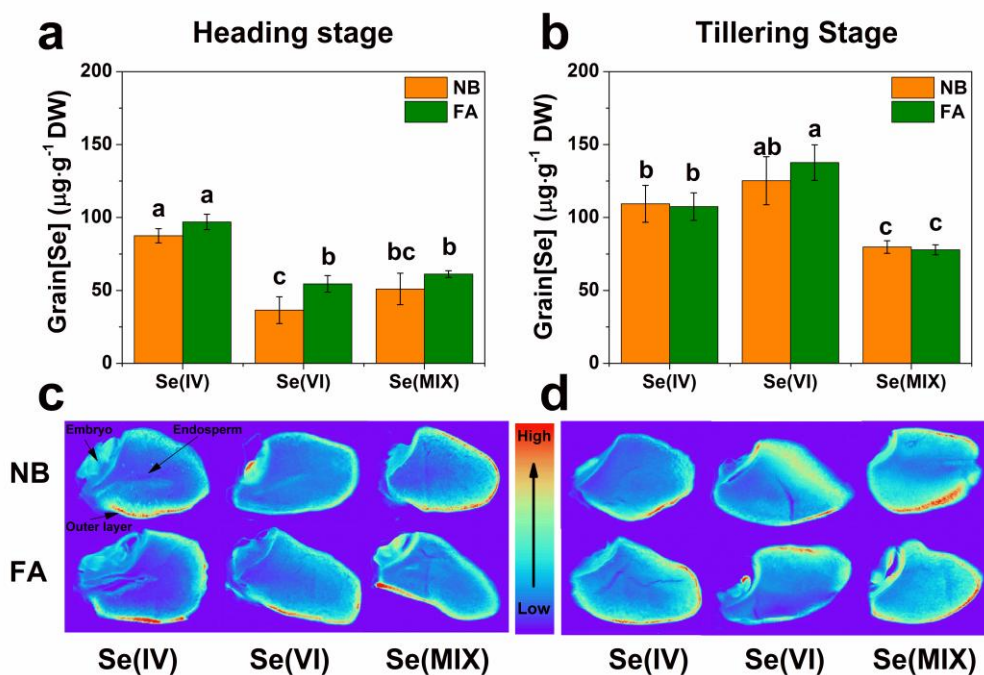 a Heading stage
Grain[Se] (μg·g⁻¹ DW)
200
150
100
50
0
NB
FA
a
a
c
b
bc
b
Se(IV) Se(VI) Se(MIX)
b Tillering Stage
Grain[Se] (μg·g⁻¹ DW)
200
150
100
50
0
NB
FA
b
b
ab
a
c
c
Se(IV) Se(VI) Se(MIX)
c
NB
FA
Embryo
Endosperm
Outer layer
Se(IV) Se(VI) Se(MIX)
High
Low
d
Se(IV) Se(VI) Se(MIX)